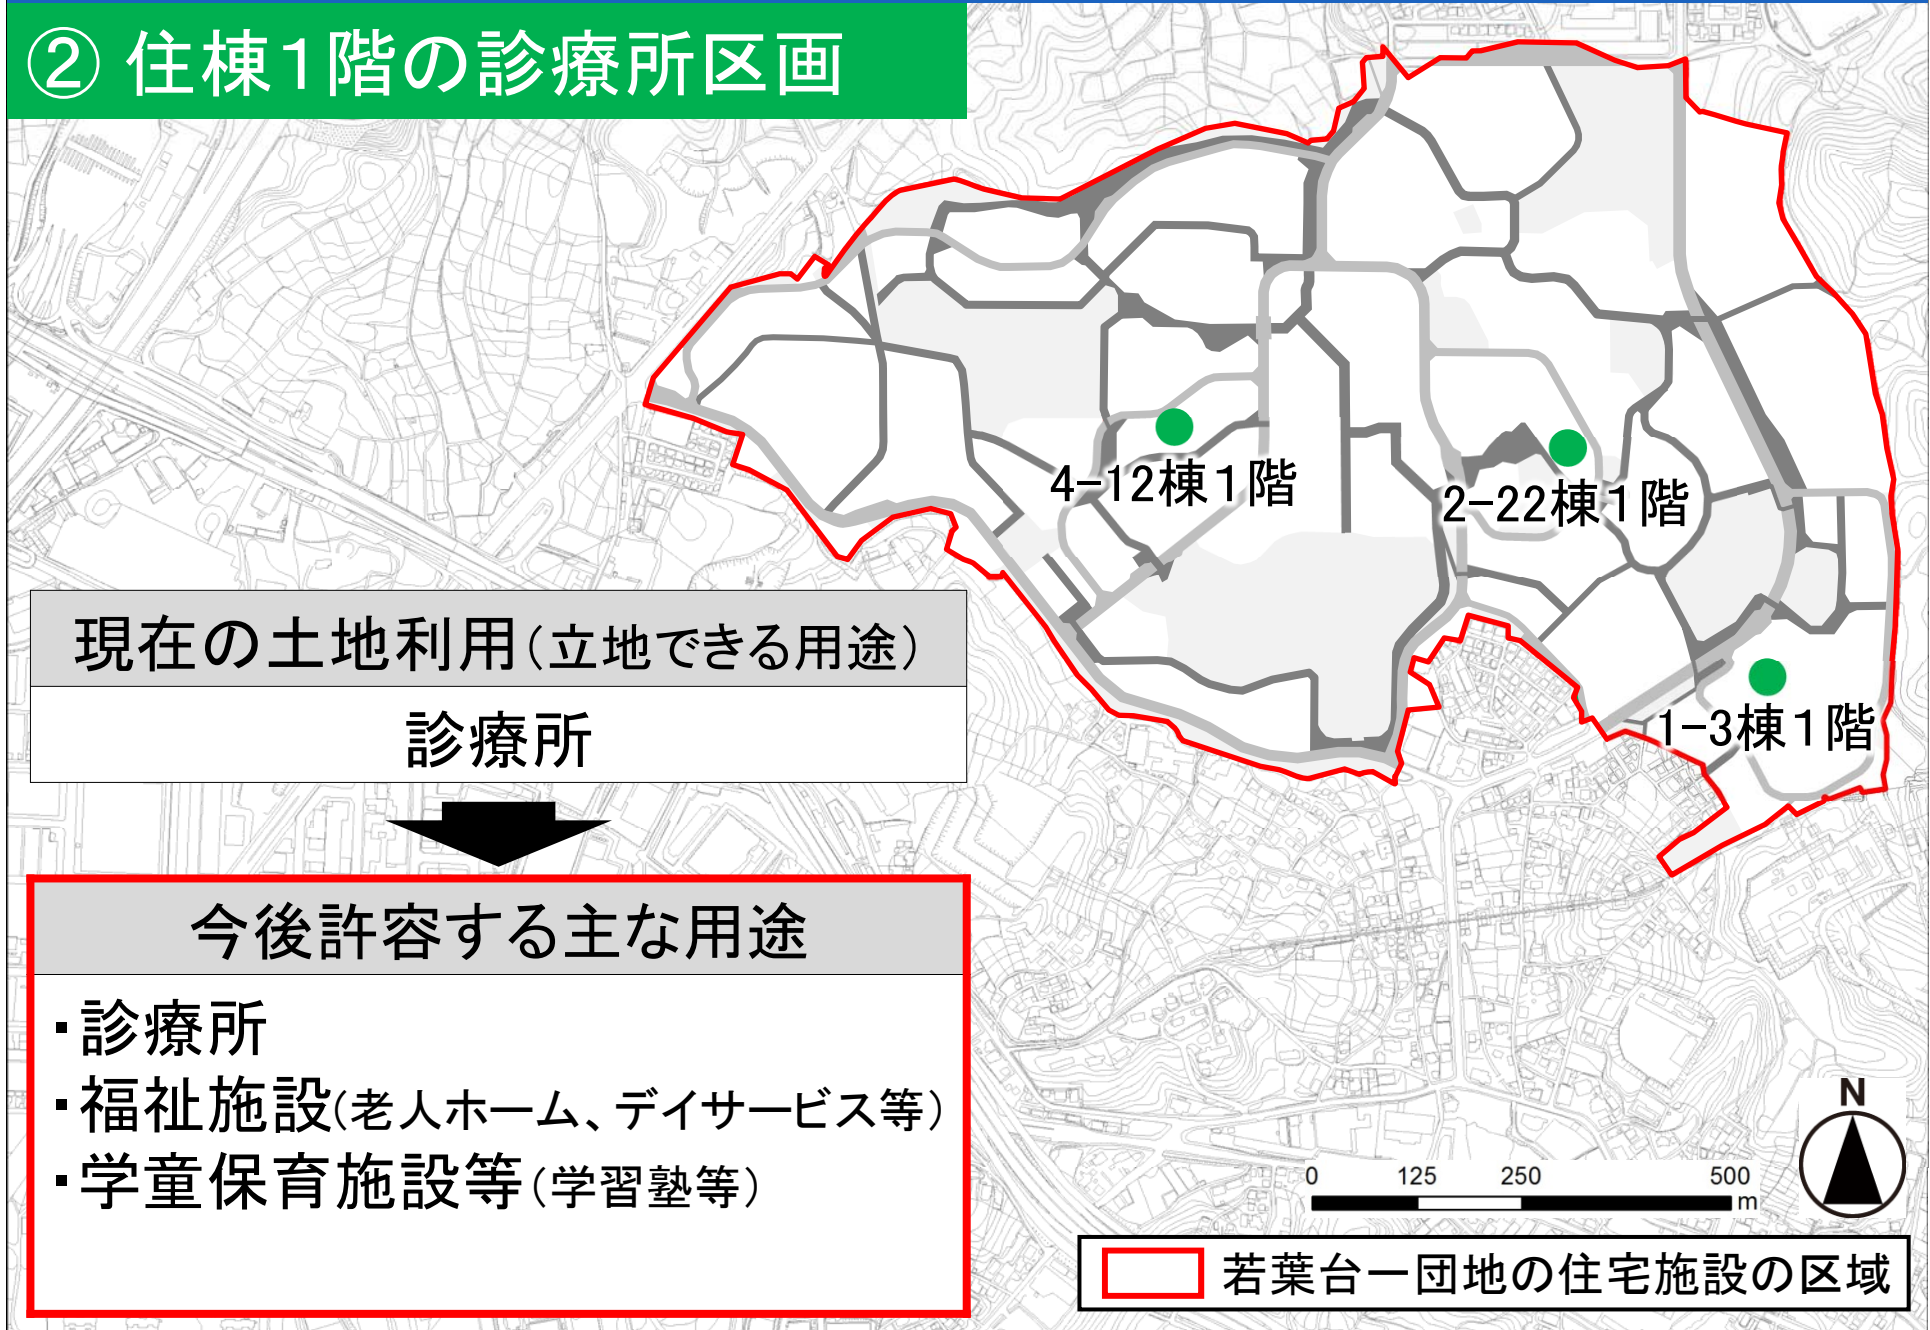 ② 住棟１階の診療所区画
4-12棟１階
2-22棟１階
1-3棟１階
現在の土地利用（立地できる用途）
診療所
今後許容する主な用途
・診療所
・福祉施設（老人ホーム、デイサービス等）
・学童保育施設等（学習塾等）
N
0 125 250 500
m
若葉台一団地の住宅施設の区域